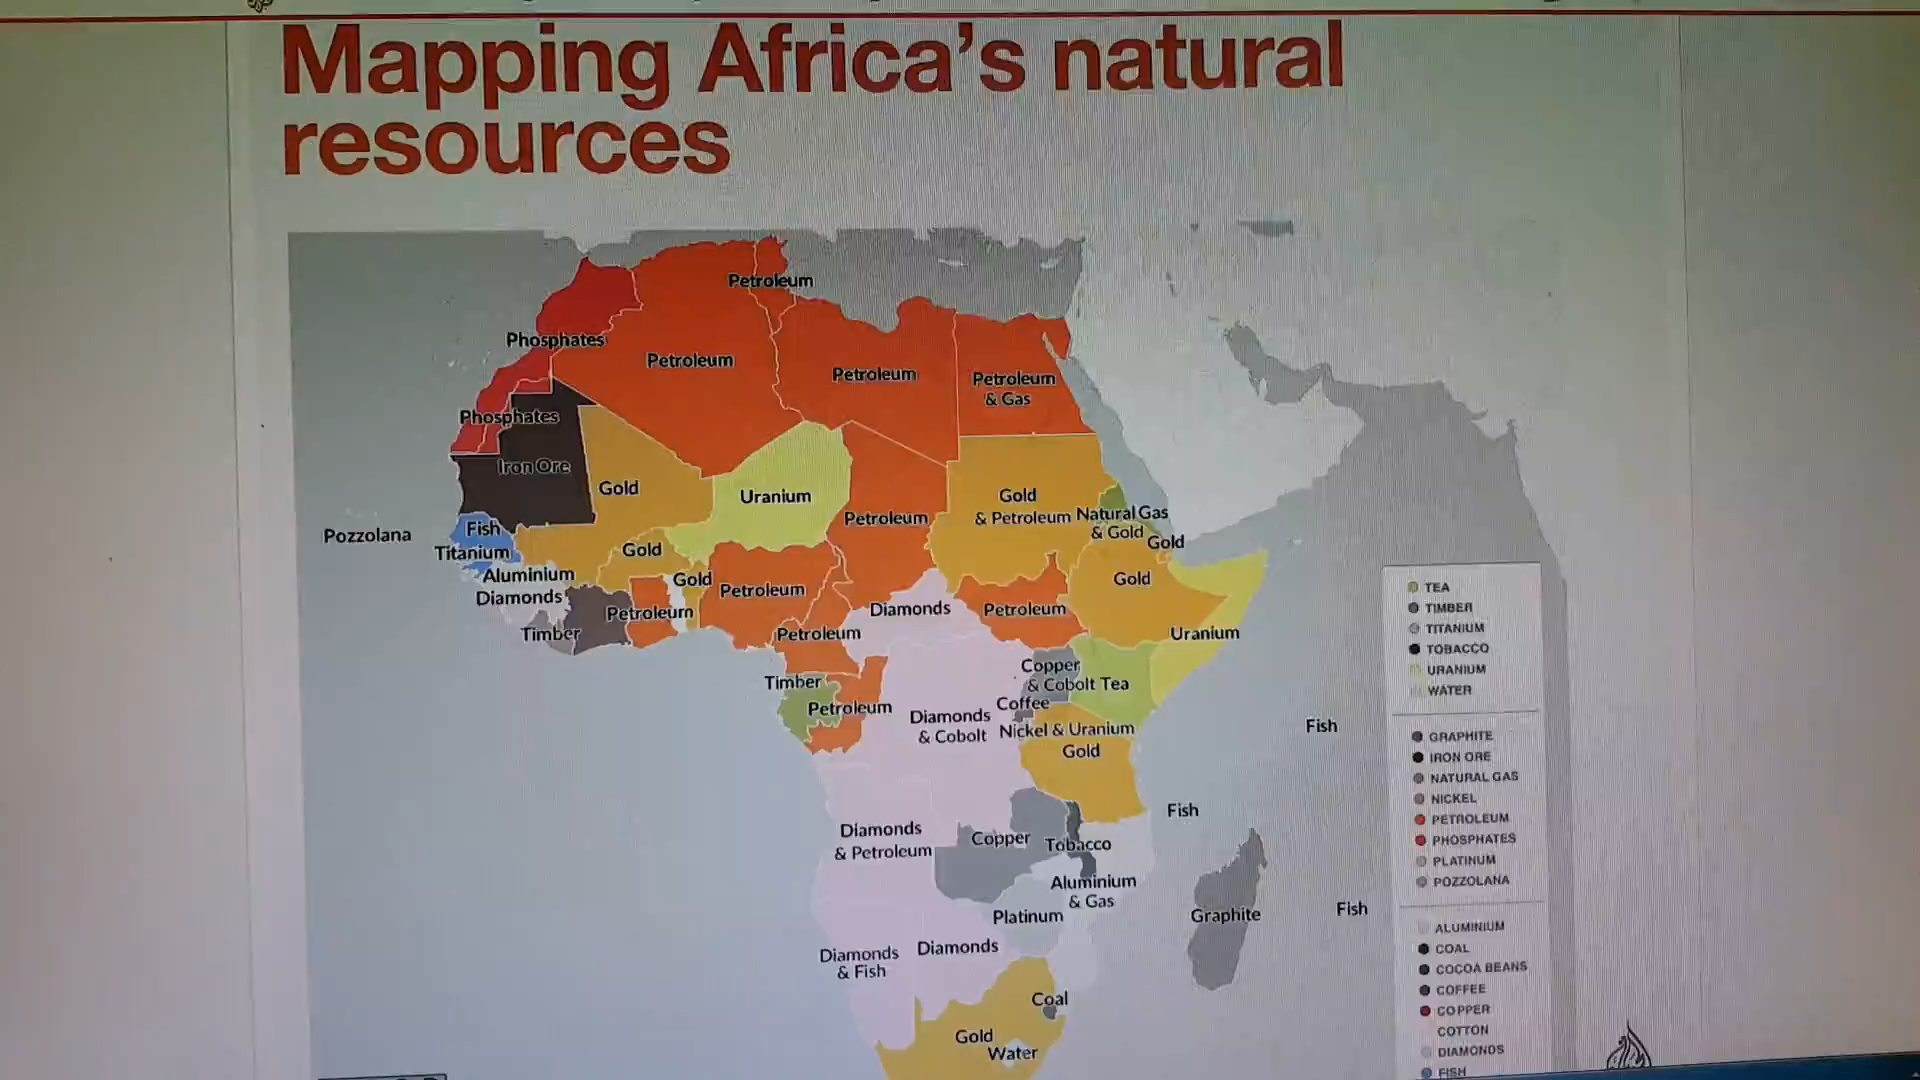 Mapping Africa's natural
resources
Petroleum
Phosphates
Petroleum
Petroleum
Petroleum
& Gas
Phosphates
Iron Ore
Gold
Uranium
Petroleum
Gold
& Petroleum
Natural Gas
& Gold
Gold
Pozzolana
Fish
Titanium
Gold
Aluminium
Diamonds
Gold
Petroleum
Gold
Petroleum
Diamonds
Petroleum
Timber
Petroleum
Uranium
Timber
Petroleum
Copper
& Cobolt
Tea
Coffee
Diamonds
& Cobolt
Nickel & Uranium
Gold
Fish
Fish
Diamonds
& Petroleum
Copper
Tobacco
Aluminium
& Gas
Platinum
Graphite
Fish
Diamonds
& Fish
Diamonds
Coal
Gold
Water
TEA
TIMBER
TITANIUM
TOBACCO
URANIUM
WATER
GRAPHITE
IRON ORE
NATURAL GAS
NICKEL
PETROLEUM
PHOSPHATES
PLATINUM
POZZOLANA
ALUMINIUM
COAL
COCOA BEANS
COFFEE
COPPER
COTTON
DIAMONDS
FISH